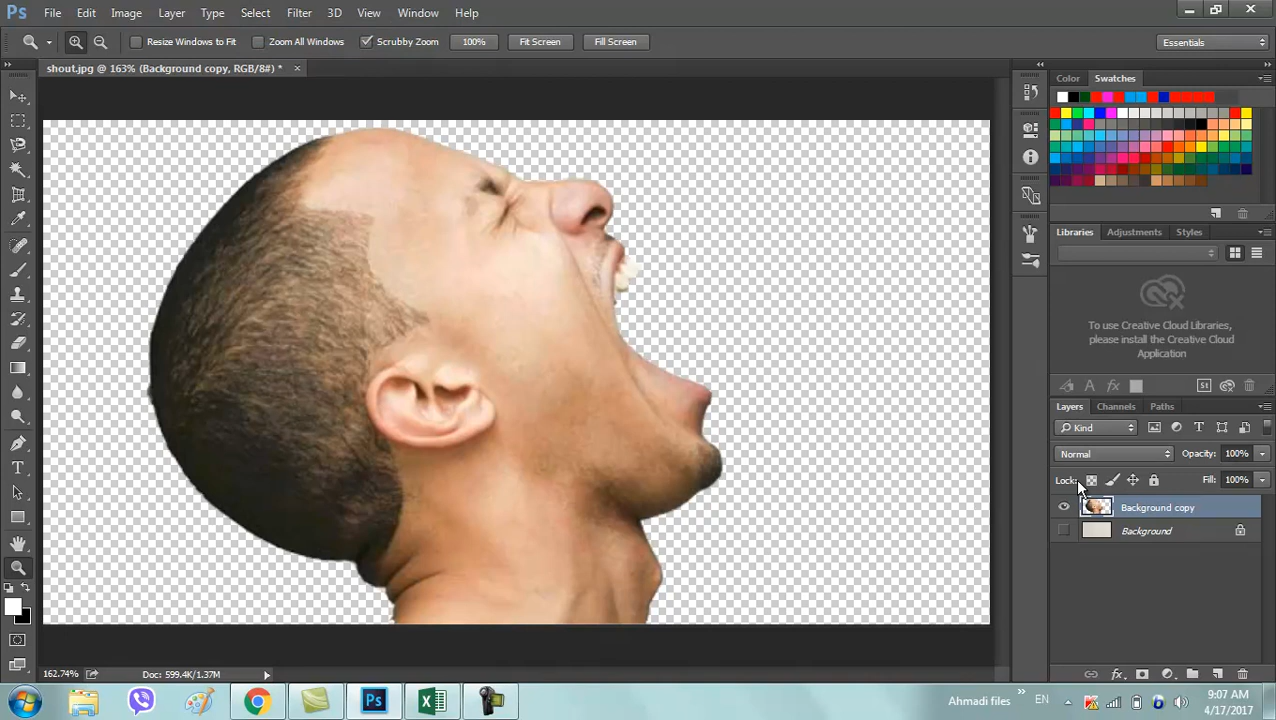 Ps File Edit Image Layer Type Select Filter 3D View Window Help
Resize Windows to Fit Zoom All Windows Scrubby Zoom 100% Fit Screen Fill Screen Essentials
shout.jpg @ 163% (Background copy, RGB/8#) * ×
Color Swatches
Libraries Adjustments Styles
To use Creative Cloud Libraries,
please install the Creative Cloud
Application
St
Layers Channels Paths
Kind
Normal Opacity: 100%
Lock: Fill: 100%
Background copy
Background
162.74% Doc: 599.4K/1.37M
Ahmadi files » EN 9:07 AM
4/17/2017